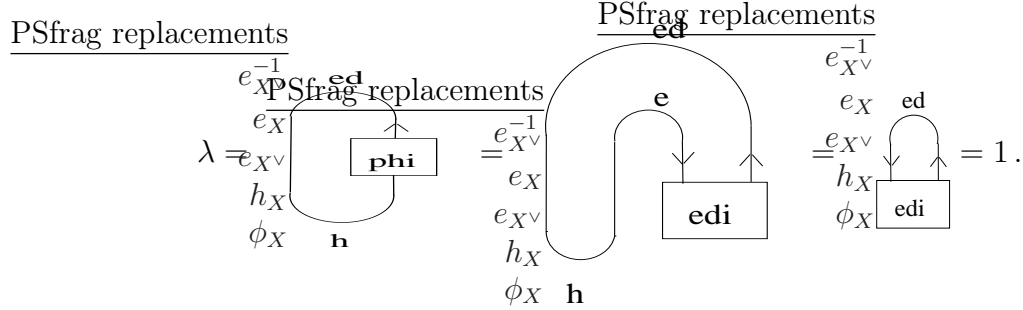 PSfrag replacements
e_{X^∨}^{-1}
e_X
e_{X^∨}
h_X
ϕ_X
λ =
ed
phi
h
PSfrag replacements
e_{X^∨}^{-1}
e_X
e_{X^∨}
h_X
ϕ_X
=
ed
e
edi
h
PSfrag replacements
e_{X^∨}^{-1}
e_X
e_{X^∨}
h_X
ϕ_X
=
ed
edi
= 1 .